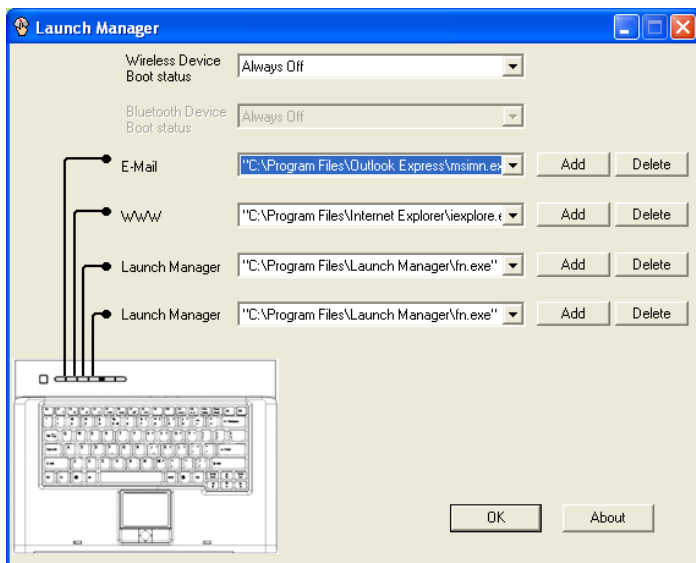 Launch Manager
Wireless Device
Boot status
Always Off
Bluetooth Device
Boot status
Always Off
E-Mail
"C:\Program Files\Outlook Express\msimn.ex
Add
Delete
WWW
"C:\Program Files\Internet Explorer\iexplore.e
Add
Delete
Launch Manager
"C:\Program Files\Launch Manager\fn.exe"
Add
Delete
Launch Manager
"C:\Program Files\Launch Manager\fn.exe"
Add
Delete
OK
About